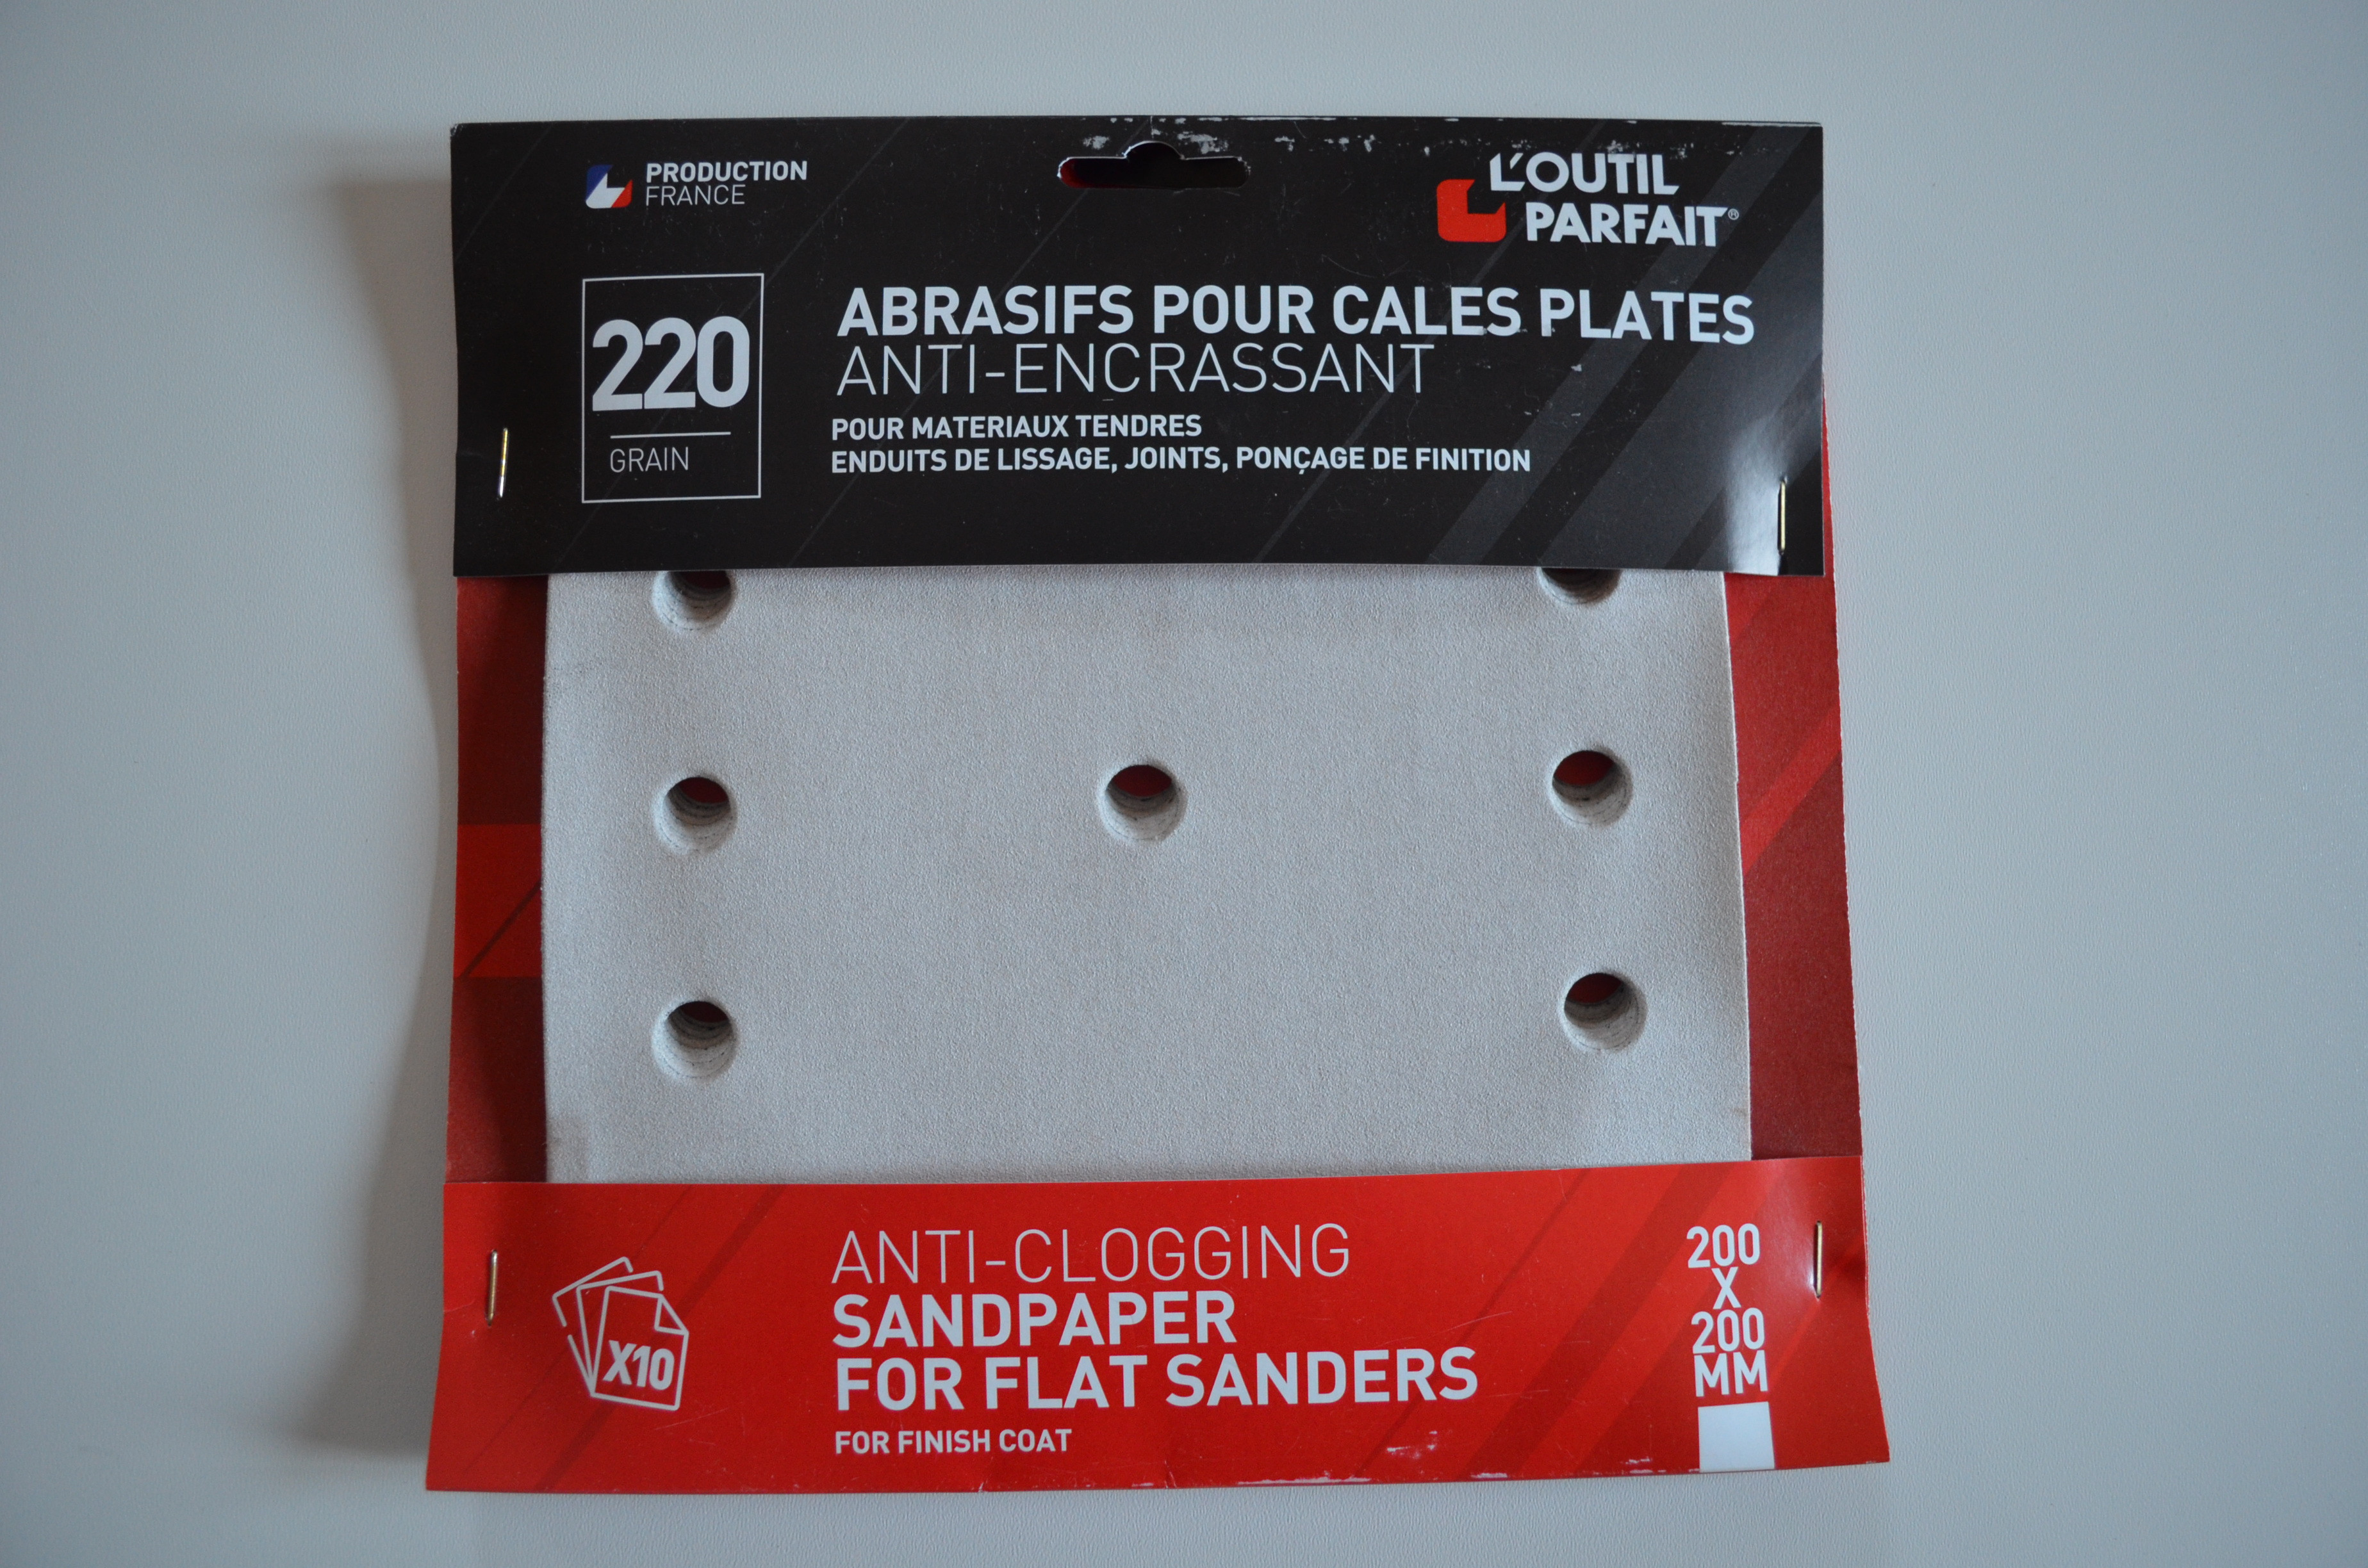 PRODUCTION
FRANCE
L'OUTIL
PARFAIT®
220
GRAIN
ABRASIFS POUR CALES PLATES
ANTI-ENCRASSANT
POUR MATERIAUX TENDRES
ENDUITS DE LISSAGE, JOINTS, PONÇAGE DE FINITION
X10
ANTI-CLOGGING
SANDPAPER
FOR FLAT SANDERS
FOR FINISH COAT
200
X
200
MM